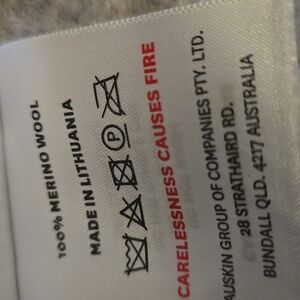 100% MERINO WOOL
MADE IN LITHUANIA
P
CARELESSNESS CAUSES FIRE
RUSKIN GROUP OF COMPANIES PTY. LTD.
28 STRATHAIRD RD.
BUNDALL QLD. 4217 AUSTRALIA